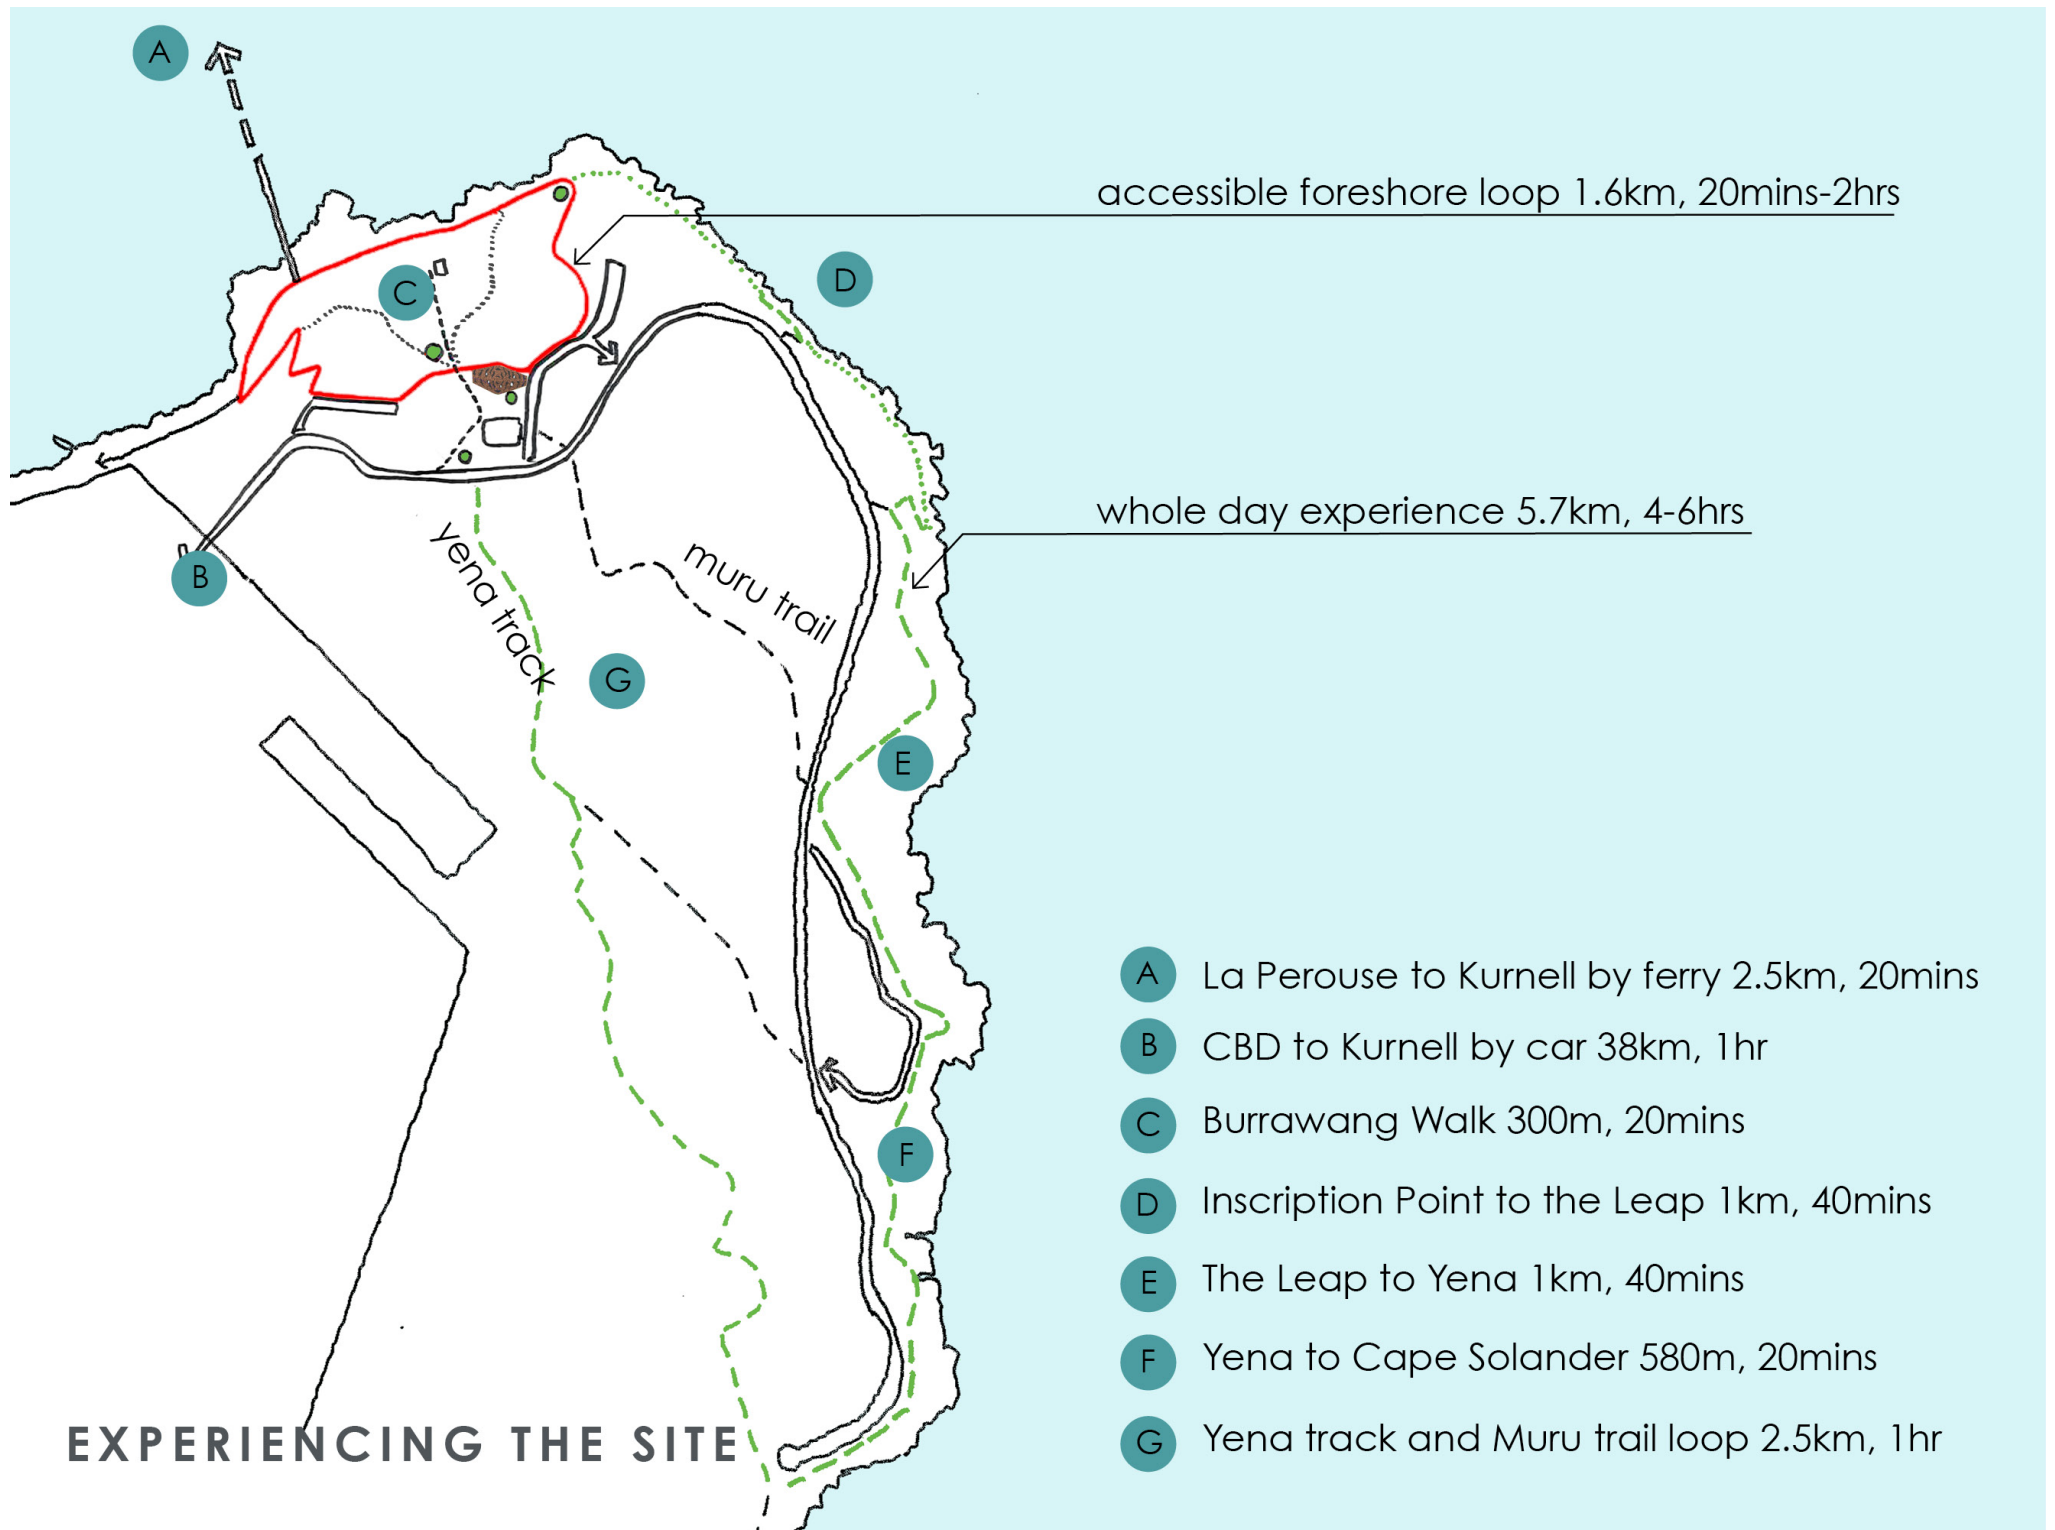 A
accessible foreshore loop 1.6km, 20mins-2hrs
C
D
whole day experience 5.7km, 4-6hrs
B
yena track
muru trail
G
E
F
A La Perouse to Kurnell by ferry 2.5km, 20mins
B CBD to Kurnell by car 38km, 1hr
C Burrawang Walk 300m, 20mins
D Inscription Point to the Leap 1km, 40mins
E The Leap to Yena 1km, 40mins
F Yena to Cape Solander 580m, 20mins
G Yena track and Muru trail loop 2.5km, 1hr
EXPERIENCING THE SITE